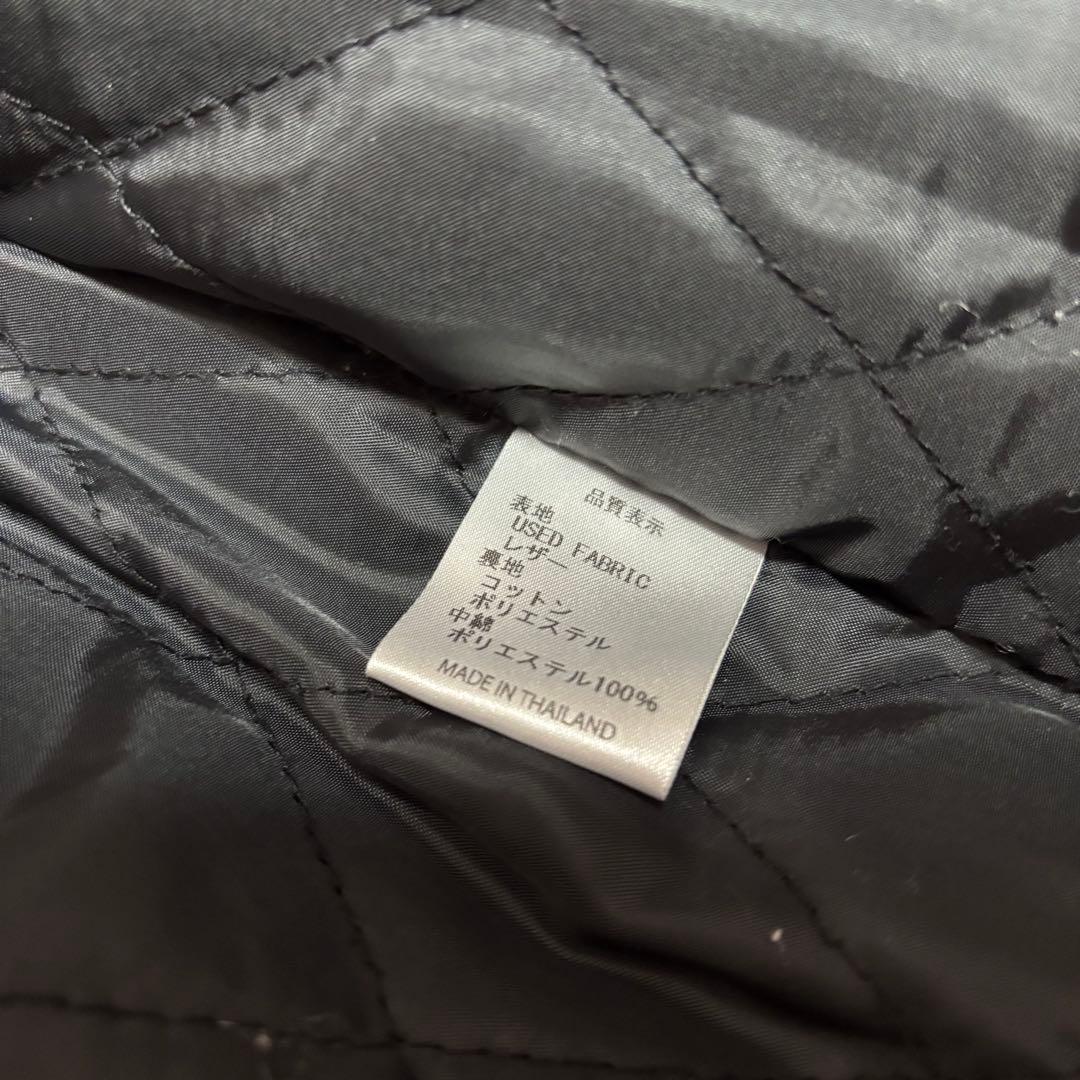 品質表示
表地
USED FABRIC
レザー
裏地
コットン
ポリエステル
中綿
ポリエステル100%
MADE IN THAILAND